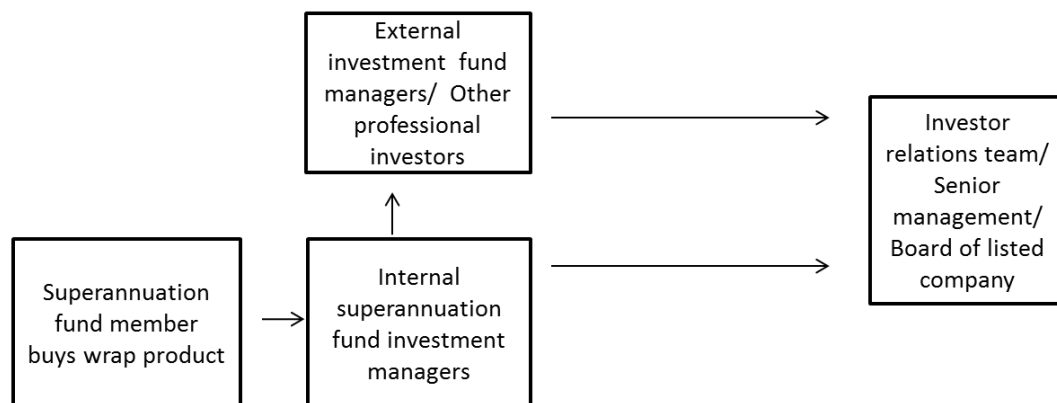 External
investment fund
managers/ Other
professional
investors
Investor
relations team/
Senior
management/
Board of listed
company
Superannuation
fund member
buys wrap product
Internal
superannuation
fund investment
managers